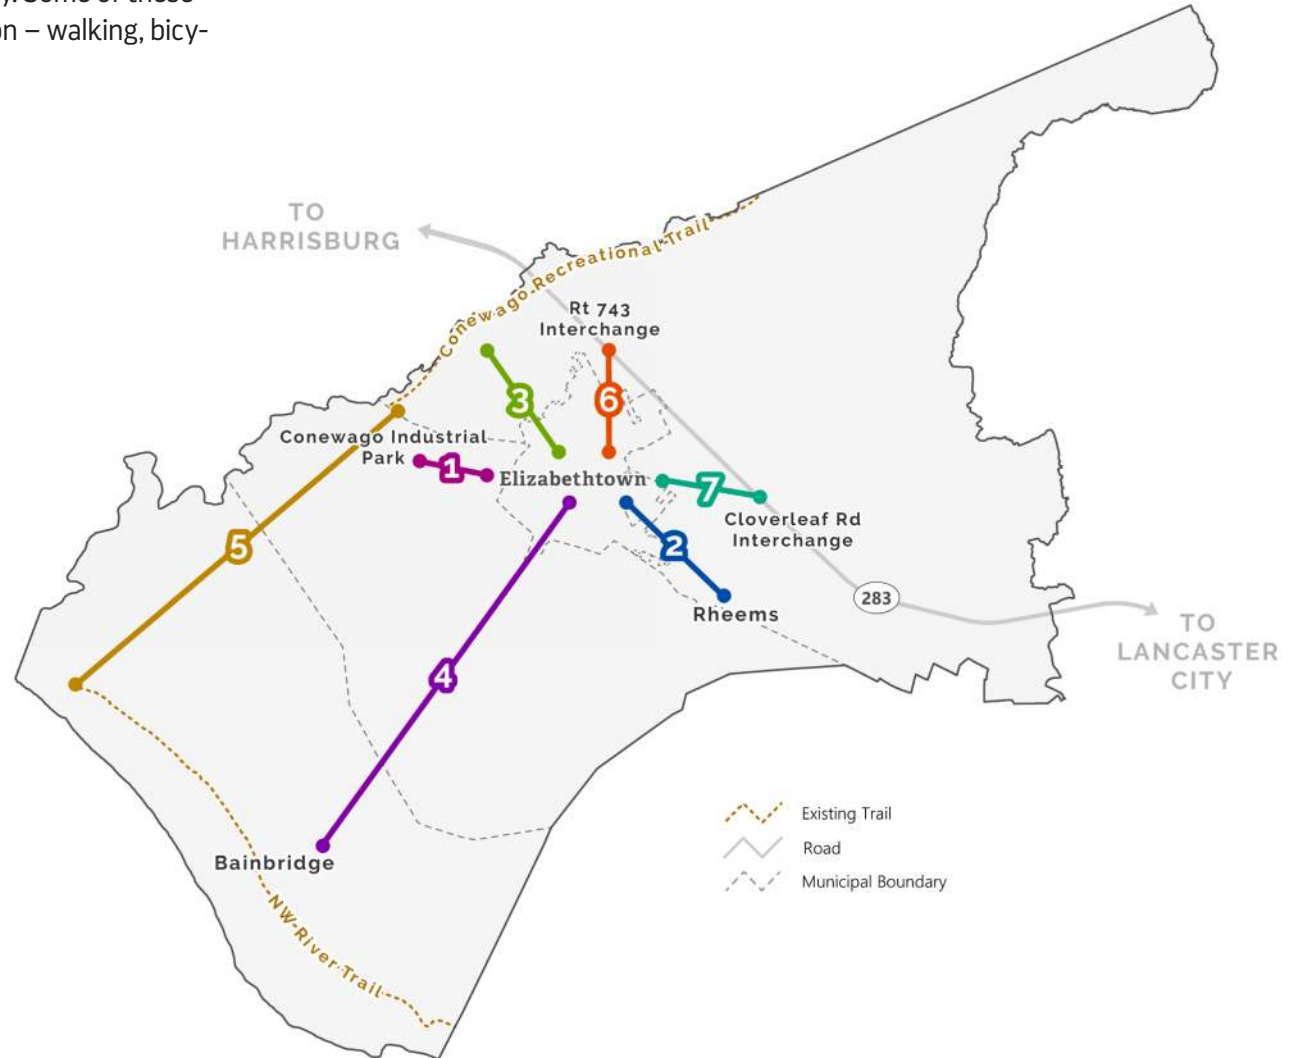 on – walking, bicy-
TO
HARRISBURG
Conewago Recreational Trail
Rt 743
Interchange
3
6
Conewago Industrial
Park
1
Elizabethtown
7
Cloverleaf Rd
Interchange
5
2
283
Rheems
TO
LANCASTER
CITY
4
Existing Trail
Road
Bainbridge
Municipal Boundary
NW River Trail